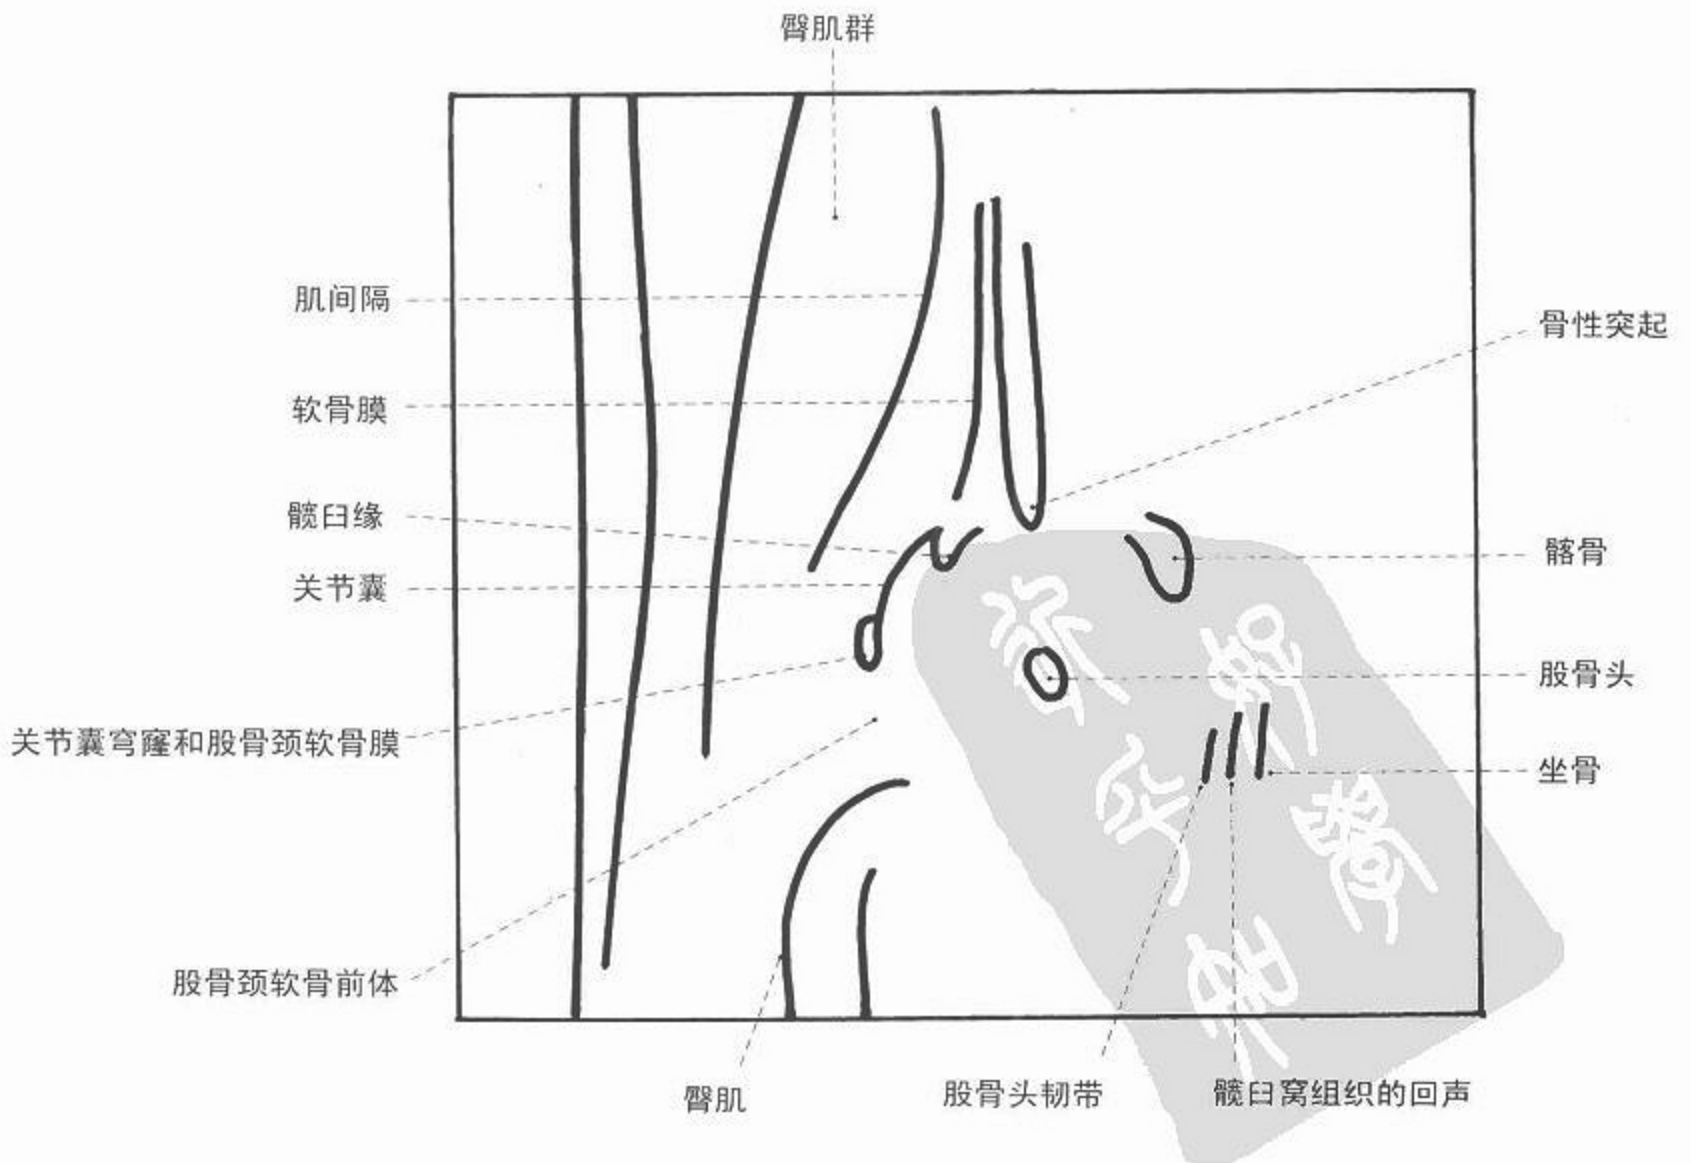 臀肌群
肌间隔
骨性突起
软骨膜
髋臼缘
髂骨
关节囊
股骨头
关节囊穹窿和股骨颈软骨膜
坐骨
股骨颈软骨前体
臀肌
股骨头韧带
髋臼窝组织的回声